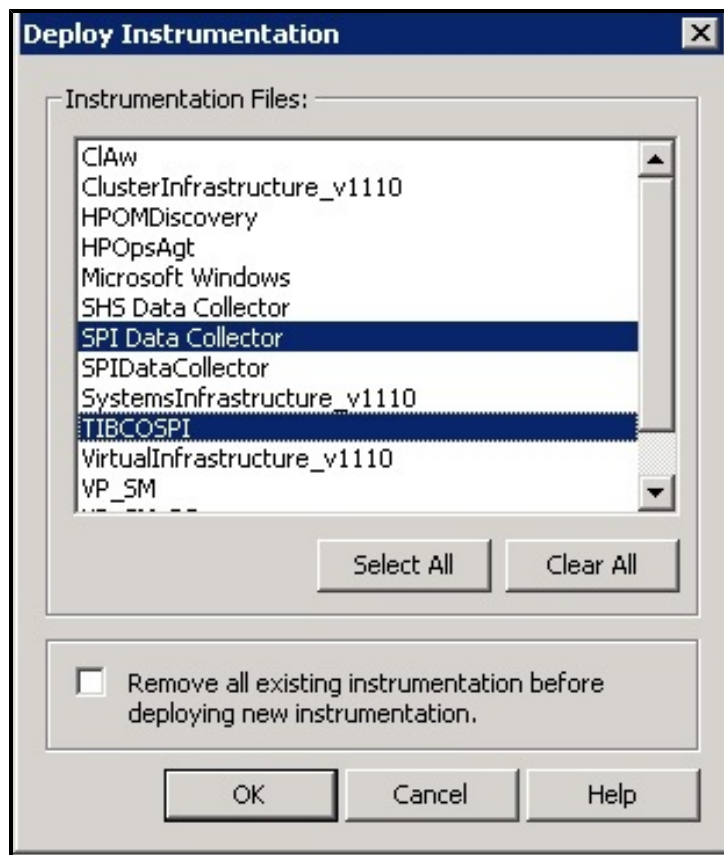 Deploy Instrumentation
Instrumentation Files:
ClAw
ClusterInfrastructure_v1110
HPOMDiscovery
HPOpsAgt
Microsoft Windows
SHS Data Collector
SPI Data Collector
SPIDataCollector
SystemsInfrastructure_v1110
TIBCOSPI
VirtualInfrastructure_v1110
VP_SM
Select All Clear All
Remove all existing instrumentation before
deploying new instrumentation.
OK Cancel Help